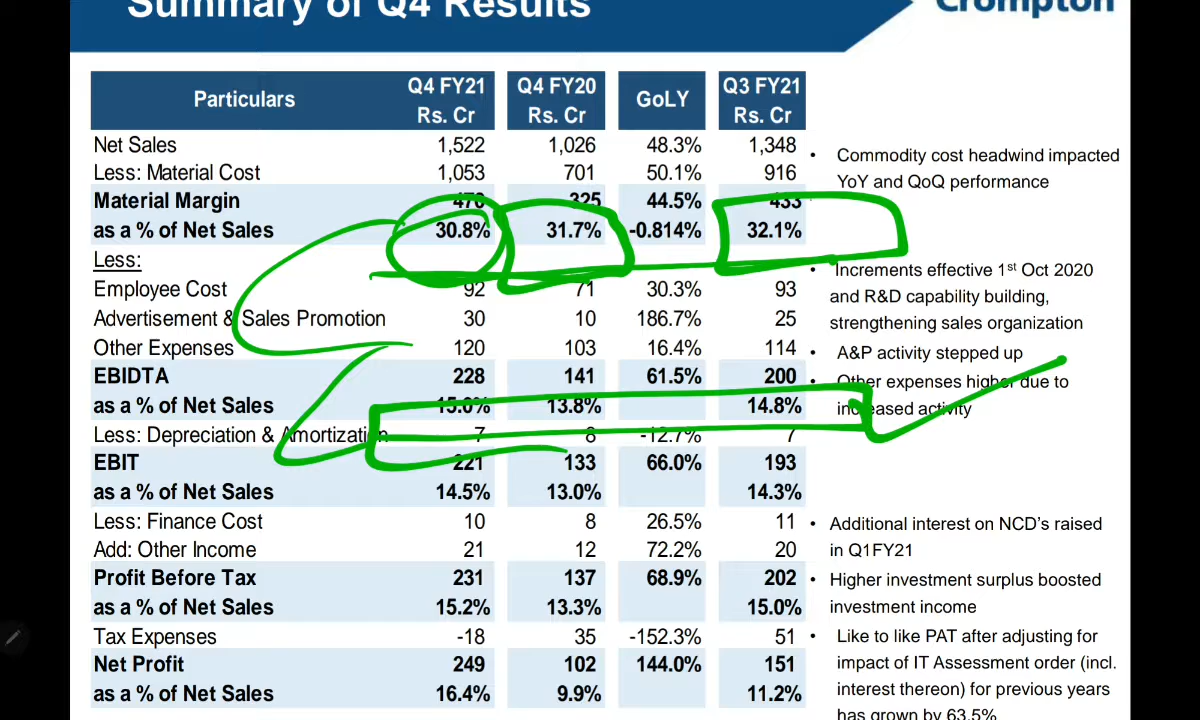 Summary of Q4 Results
Crompton
Particulars Q4 FY21 Rs. Cr Q4 FY20 Rs. Cr GoLY Q3 FY21 Rs. Cr
Net Sales 1,522 1,026 48.3% 1,348
Less: Material Cost 1,053 701 50.1% 916
Material Margin 470 325 44.5% 433
as a % of Net Sales 30.8% 31.7% -0.814% 32.1%
Less:
Employee Cost 92 71 30.3% 93
Advertisement & Sales Promotion 30 10 186.7% 25
Other Expenses 120 103 16.4% 114
EBIDTA 228 141 61.5% 200
as a % of Net Sales 15.0% 13.8% 14.8%
Less: Depreciation & Amortization 7 8 -12.7% 7
EBIT 221 133 66.0% 193
as a % of Net Sales 14.5% 13.0% 14.3%
Less: Finance Cost 10 8 26.5% 11
Add: Other Income 21 12 72.2% 20
Profit Before Tax 231 137 68.9% 202
as a % of Net Sales 15.2% 13.3% 15.0%
Tax Expenses -18 35 -152.3% 51
Net Profit 249 102 144.0% 151
as a % of Net Sales 16.4% 9.9% 11.2%
• Commodity cost headwind impacted
YoY and QoQ performance
• Increments effective 1st Oct 2020
and R&D capability building,
strengthening sales organization
• A&P activity stepped up
• Other expenses higher due to
increased activity
• Additional interest on NCD's raised
in Q1FY21
• Higher investment surplus boosted
investment income
• Like to like PAT after adjusting for
impact of IT Assessment order (incl.
interest thereon) for previous years
has grown by 63.5%